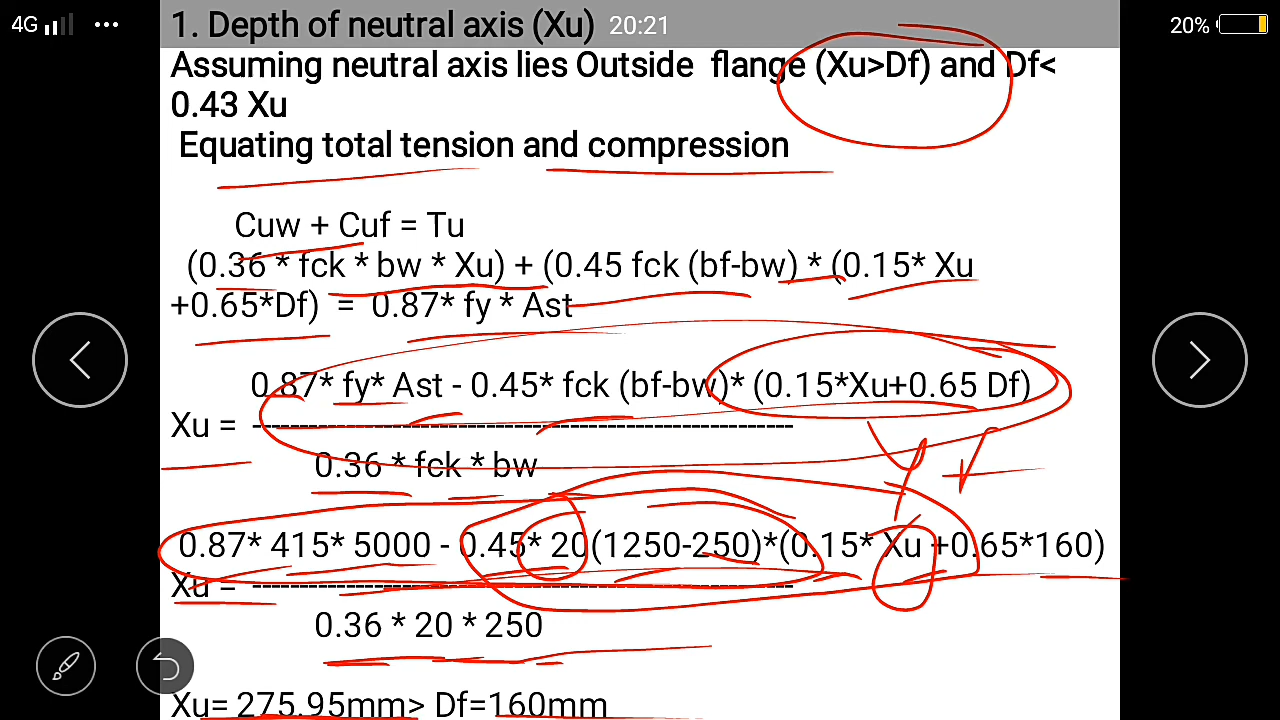 4G
20:21
20%
1. Depth of neutral axis (Xu)
Assuming neutral axis lies Outside flange (Xu>Df) and Df<
0.43 Xu
Equating total tension and compression
Cuw + Cuf = Tu
(0.36 * fck * bw * Xu) + (0.45 fck (bf-bw) * (0.15* Xu
+0.65*Df) = 0.87* fy * Ast
0.87* fy* Ast - 0.45* fck (bf-bw)* (0.15*Xu+0.65 Df)
Xu = ------------------------------------------------------------
0.36 * fck * bw
0.87* 415* 5000 - 0.45* 20(1250-250)*(0.15* Xu +0.65*160)
Xu = ------------------------------------------------------------
0.36 * 20 * 250
Xu= 275.95mm> Df=160mm